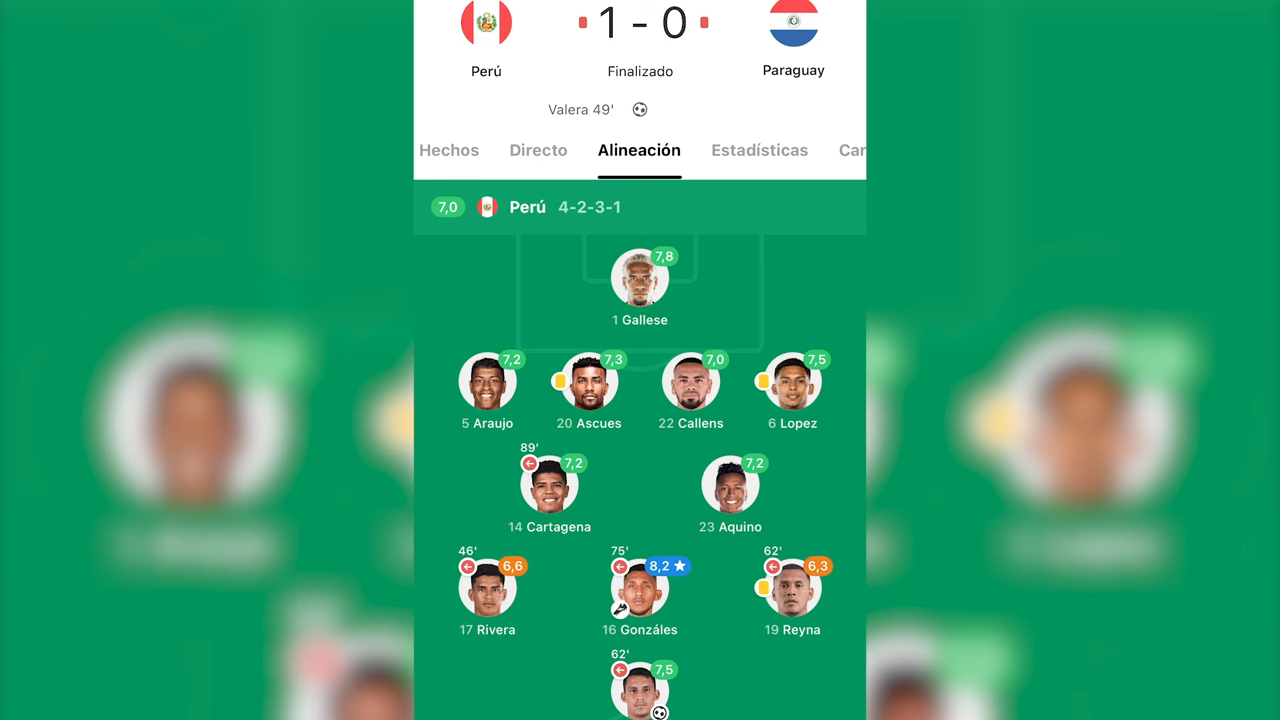 1 - 0
Perú
Finalizado
Paraguay
Valera 49'
Hechos Directo Alineación Estadísticas Car
7,0 Perú 4-2-3-1
7,8
1 Gallese
7,2 7,3 7,0 7,5
5 Araujo 20 Ascues 22 Callens 6 Lopez
89'
7,2 7,2
14 Cartagena 23 Aquino
46' 75' 62'
6,6 8,2 6,3
17 Rivera 16 Gonzáles 19 Reyna
62'
7,5